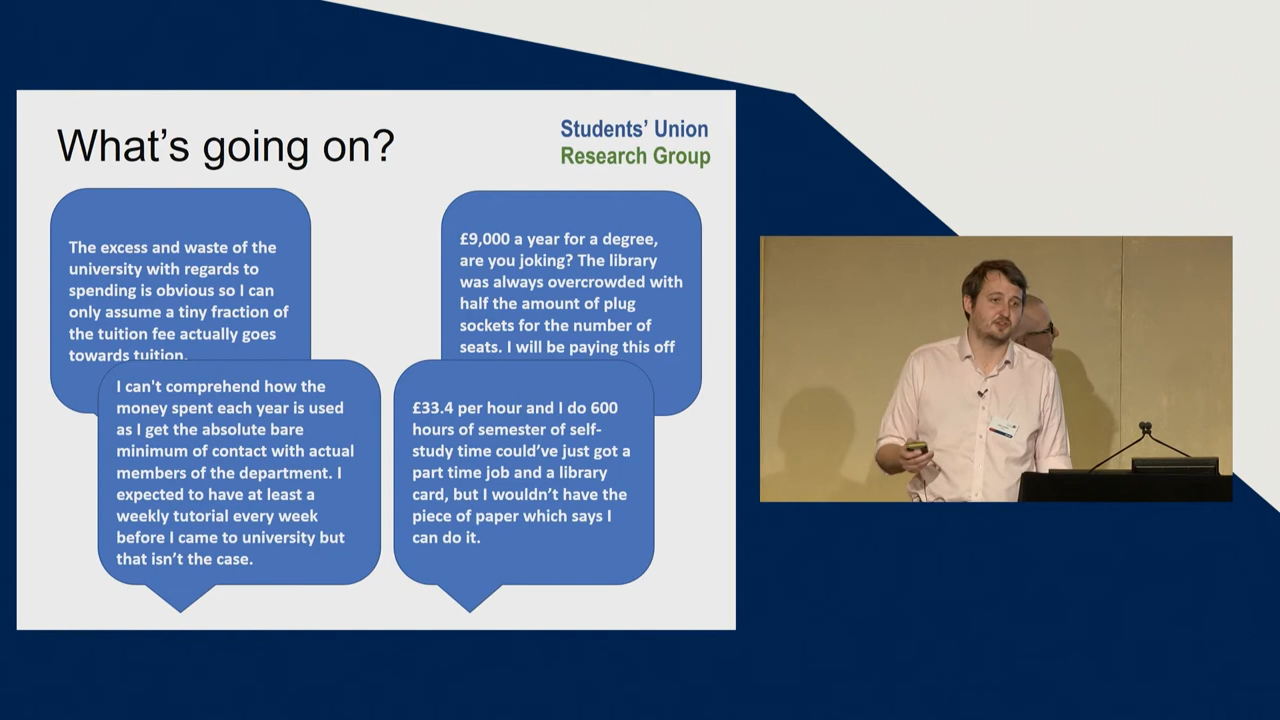 What's going on?
Students' Union
Research Group
The excess and waste of the
university with regards to
spending is obvious so I can
only assume a tiny fraction of
the tuition fee actually goes
towards tuition.
£9,000 a year for a degree,
are you joking? The library
was always overcrowded with
half the amount of plug
sockets for the number of
seats. I will be paying this off
I can't comprehend how the
money spent each year is used
as I get the absolute bare
minimum of contact with actual
members of the department. I
expected to have at least a
weekly tutorial every week
before I came to university but
that isn't the case.
£33.4 per hour and I do 600
hours of semester of self-
study time could've just got a
part time job and a library
card, but I wouldn't have the
piece of paper which says I
can do it.